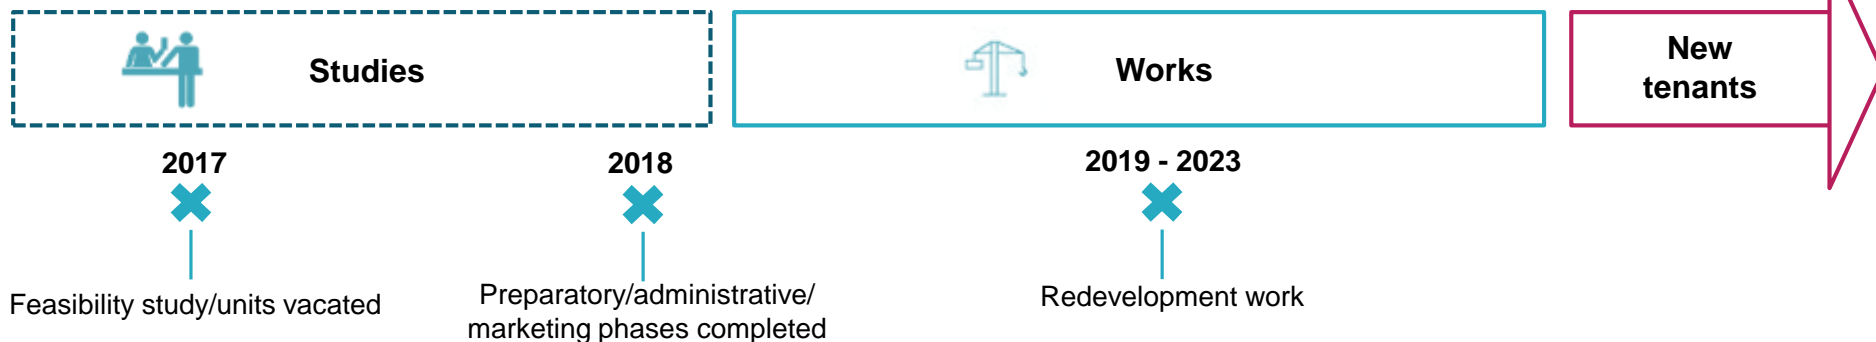 Studies
Works
New
tenants
2017
2018
2019 - 2023
Feasibility study/units vacated
Preparatory/administrative/
marketing phases completed
Redevelopment work